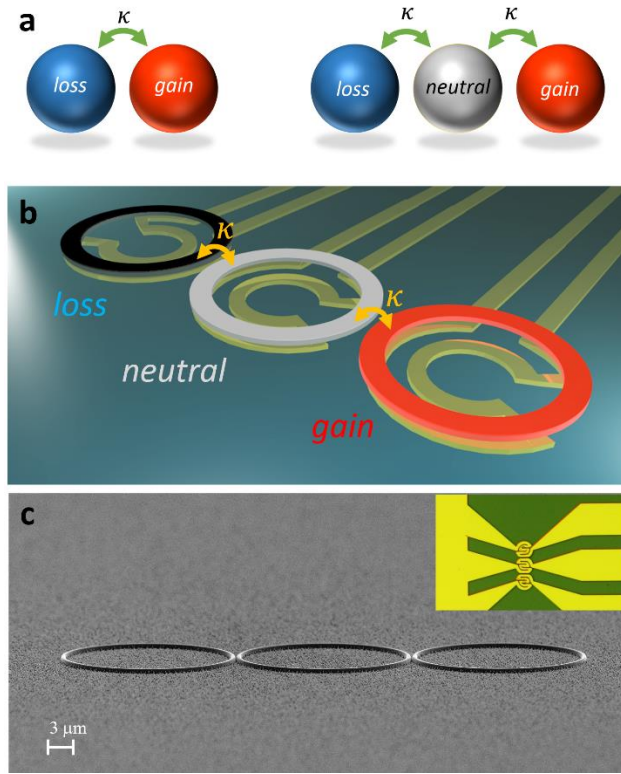 a
κ
κ
κ
loss
gain
loss
neutral
gain
b
κ
κ
loss
neutral
gain
c
3 μm